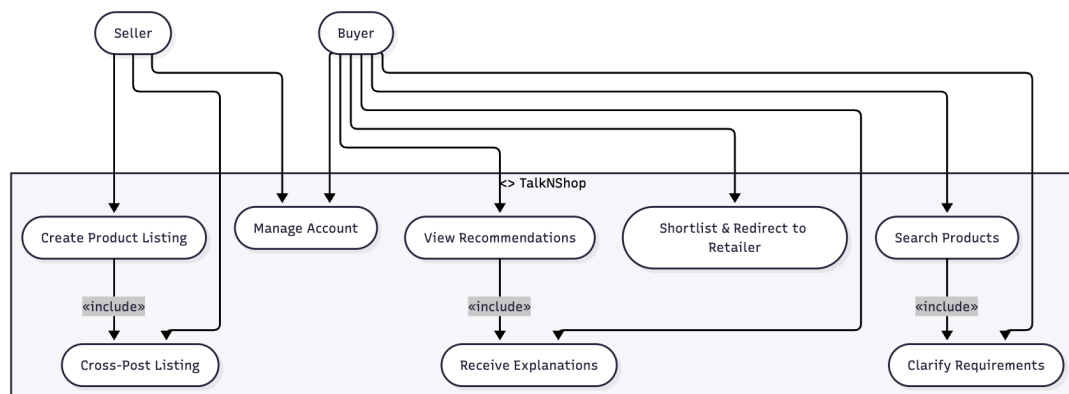 Seller
Buyer
<> TalkNShop
Create Product Listing
Manage Account
View Recommendations
Shortlist & Redirect to
Retailer
Search Products
«include»
«include»
«include»
Cross-Post Listing
Receive Explanations
Clarify Requirements